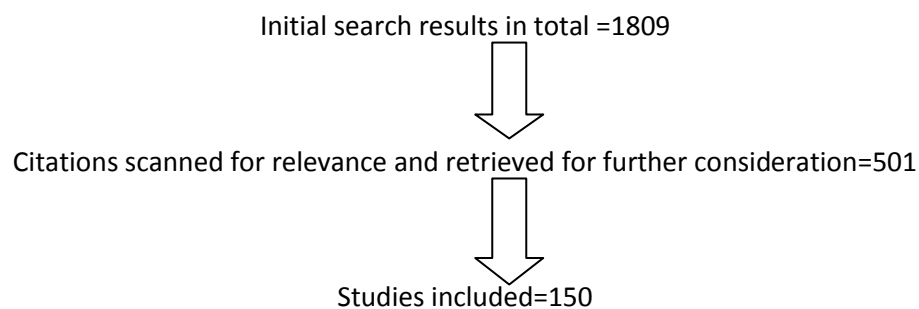 Initial search results in total =1809
Citations scanned for relevance and retrieved for further consideration=501
Studies included=150